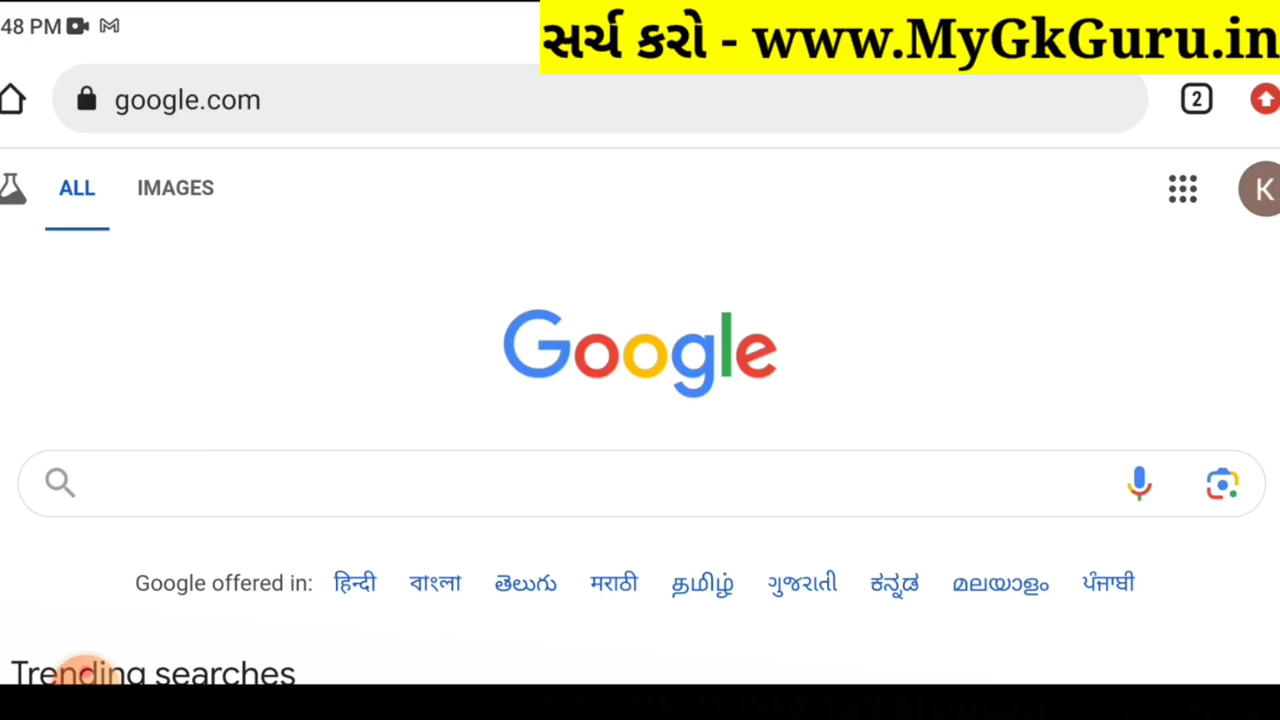 48 PM
સર્ચ કરો - www.MyGkGuru.in
google.com
2
ALL IMAGES
K
Google
Google offered in: हिन्दी বাংলা తెలుగు मराठी தமிழ் ગુજરાતી ಕನ್ನಡ മലയാളം ਪੰਜਾਬੀ
Trending searches